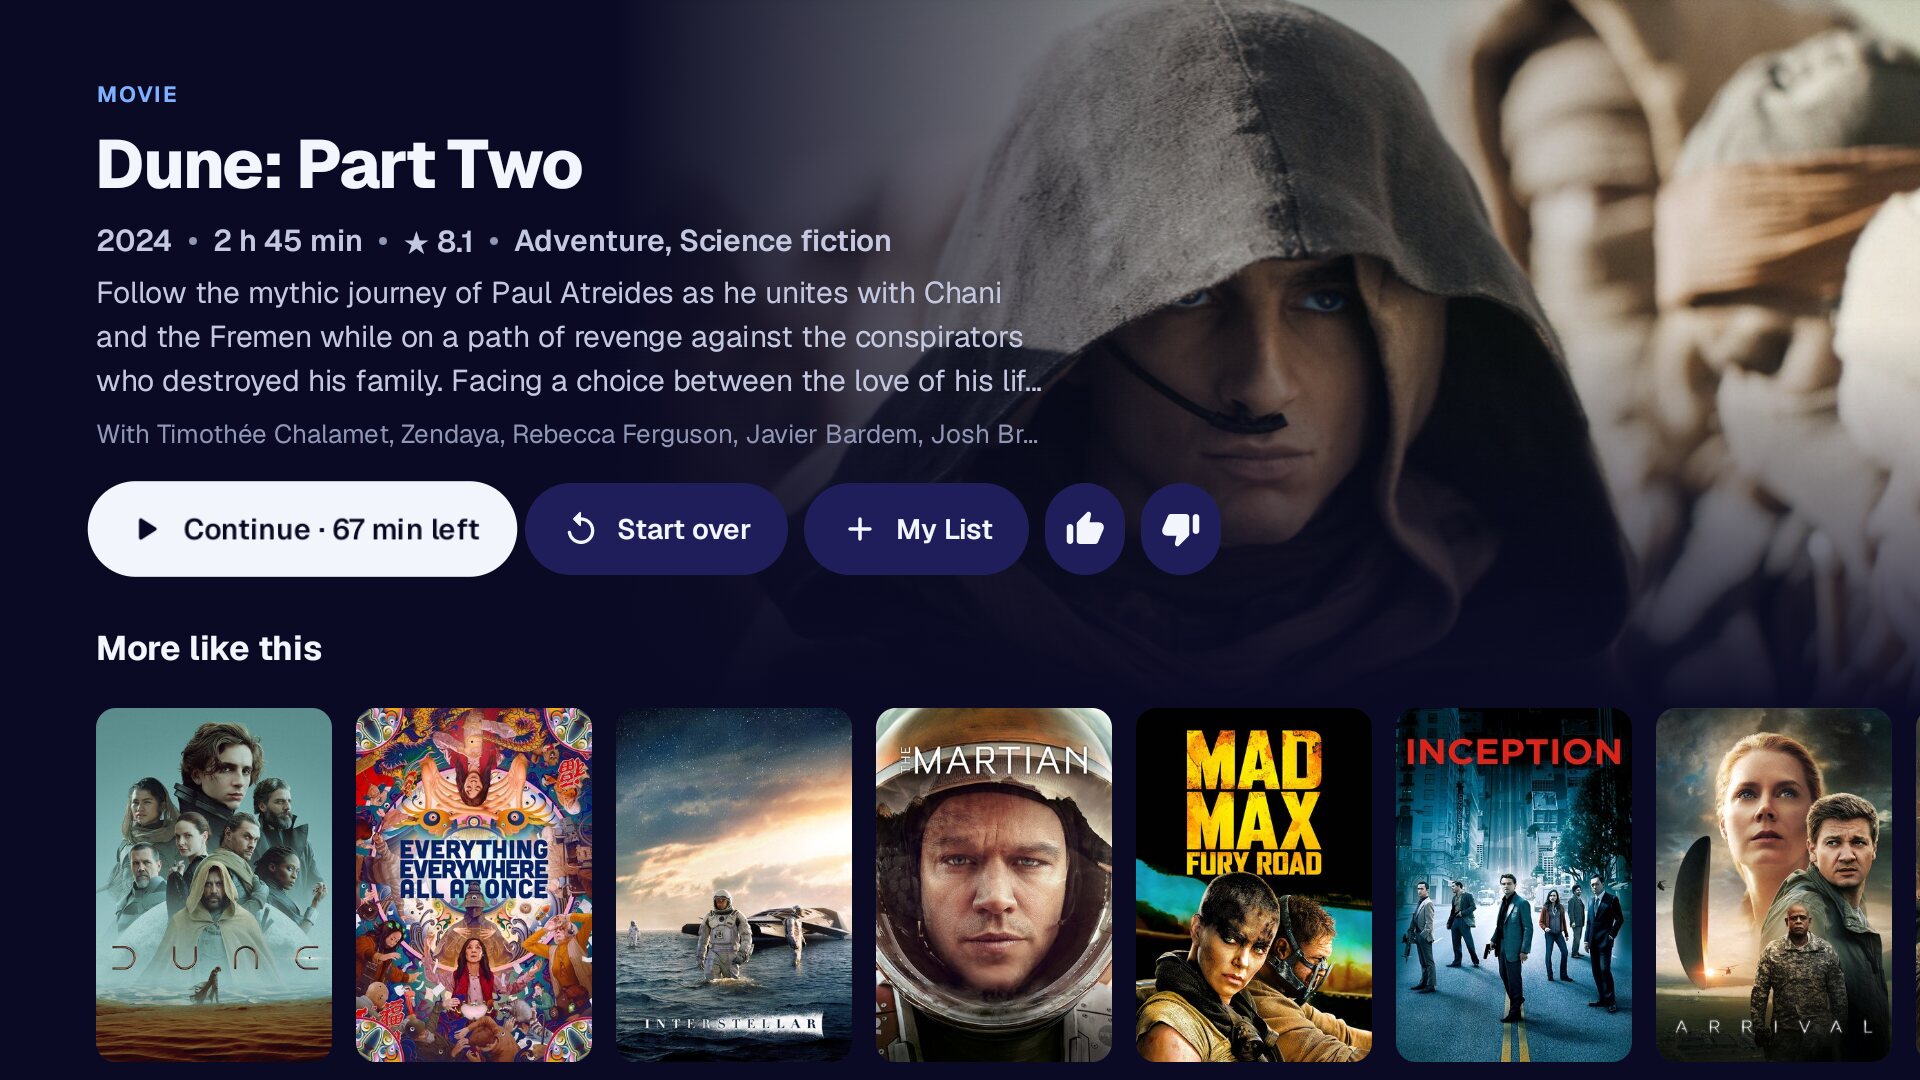 MOVIE
Dune: Part Two
2024 • 2 h 45 min • ★ 8.1 • Adventure, Science fiction
Follow the mythic journey of Paul Atreides as he unites with Chani
and the Fremen while on a path of revenge against the conspirators
who destroyed his family. Facing a choice between the love of his lif...
With Timothée Chalamet, Zendaya, Rebecca Ferguson, Javier Bardem, Josh Br...
Continue · 67 min left
Start over
My List
More like this
DUNE
EVERYTHING
EVERYWHERE
ALL AT ONCE
INTERSTELLAR
THE MARTIAN
MAD
MAX
FURY ROAD
INCEPTION
ARRIVAL